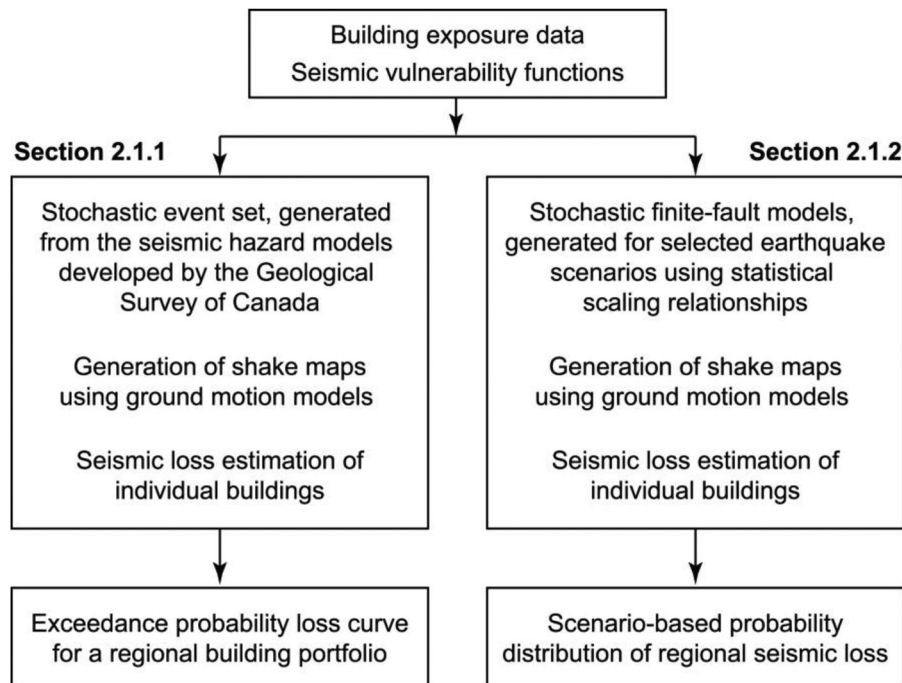 Building exposure data
Seismic vulnerability functions
Section 2.1.1
Stochastic event set, generated
from the seismic hazard models
developed by the Geological
Survey of Canada
Generation of shake maps
using ground motion models
Seismic loss estimation of
individual buildings
Exceedance probability loss curve
for a regional building portfolio
Section 2.1.2
Stochastic finite-fault models,
generated for selected earthquake
scenarios using statistical
scaling relationships
Generation of shake maps
using ground motion models
Seismic loss estimation of
individual buildings
Scenario-based probability
distribution of regional seismic loss